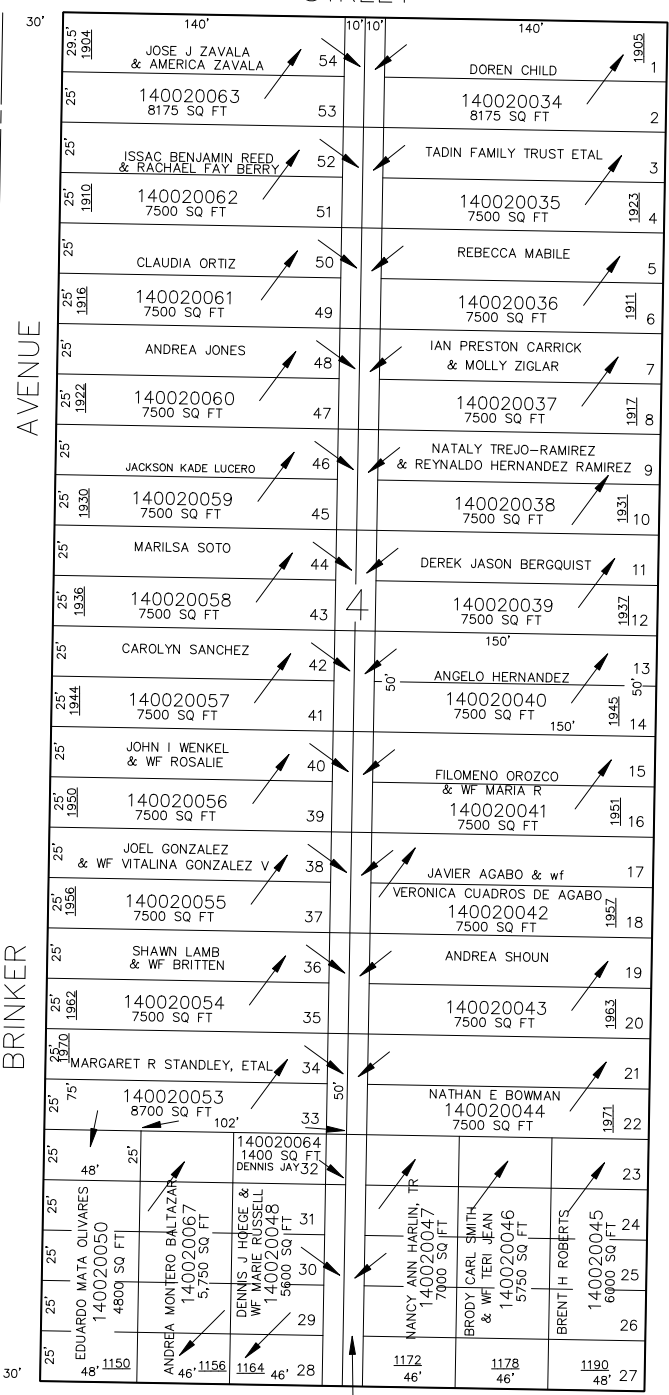 30'
140'
10'
10'
140'
29.5'
1904
JOSE J ZAVALA
& AMERICA ZAVALA
54
25'
140020063
8175 SQ FT
53
25'
ISSAC BENJAMIN REED
& RACHAEL FAY BERRY
52
25'
1910
140020062
7500 SQ FT
51
25'
CLAUDIA ORTIZ
50
25'
1916
140020061
7500 SQ FT
49
25'
ANDREA JONES
48
25'
1922
140020060
7500 SQ FT
47
25'
JACKSON KADE LUCERO
46
25'
1930
140020059
7500 SQ FT
45
25'
MARILSA SOTO
44
25'
1936
140020058
7500 SQ FT
43
25'
CAROLYN SANCHEZ
42
25'
1944
140020057
7500 SQ FT
41
25'
JOHN I WENKEL
& WF ROSALIE
40
25'
1950
140020056
7500 SQ FT
39
25'
JOEL GONZALEZ
& WF VITALINA GONZALEZ V
38
25'
1956
140020055
7500 SQ FT
37
25'
SHAWN LAMB
& WF BRITTEN
36
25'
1962
140020054
7500 SQ FT
35
25'
1970
MARGARET R STANDLEY, ETAL
34
75'
25'
140020053
8700 SQ FT
33
102'
50'
AVENUE
BRINKER
4
1905
1
DOREN CHILD
140020034
8175 SQ FT
2
TADIN FAMILY TRUST ETAL
3
140020035
7500 SQ FT
1923
4
REBECCA MABILE
5
140020036
7500 SQ FT
1911
6
IAN PRESTON CARRICK
& MOLLY ZIGLAR
7
140020037
7500 SQ FT
1917
8
NATALY TREJO-RAMIREZ
& REYNALDO HERNANDEZ RAMIREZ
9
140020038
7500 SQ FT
1931
10
DEREK JASON BERGQUIST
11
140020039
7500 SQ FT
1937
12
150'
13
ANGELO HERNANDEZ
50'
50'
140020040
7500 SQ FT
150'
1945
14
FILOMENO OROZCO
& WF MARIA R
15
140020041
7500 SQ FT
1951
16
JAVIER AGABO & wf
17
VERONICA CUADROS DE AGABO
140020042
7500 SQ FT
1957
18
ANDREA SHOUN
19
140020043
7500 SQ FT
1963
20
21
NATHAN E BOWMAN
140020044
7500 SQ FT
1971
22
25'
48'
25'
140020064
1400 SQ FT
DENNIS JAY
32
23
25'
31
24
25'
30
25
25'
29
26
EDUARDO MATA OLIVARES
140020050
4800 SQ FT
ANDREA MONTERO BALTAZAR
140020067
5,750 SQ FT
DENNIS J HOEGE &
WF MARIE RUSSELL
140020048
5600 SQ FT
NANCY ANN HARLIN, TR
140020047
7000 SQ FT
BRODY CARL SMITH
& WF TERI JEAN
140020046
5750 SQ FT
BRENT H ROBERTS
140020045
6000 SQ FT
30'
25'
48'
1150
46'
1156
1164
46'
28
1172
46'
1178
46'
1190
48'
27